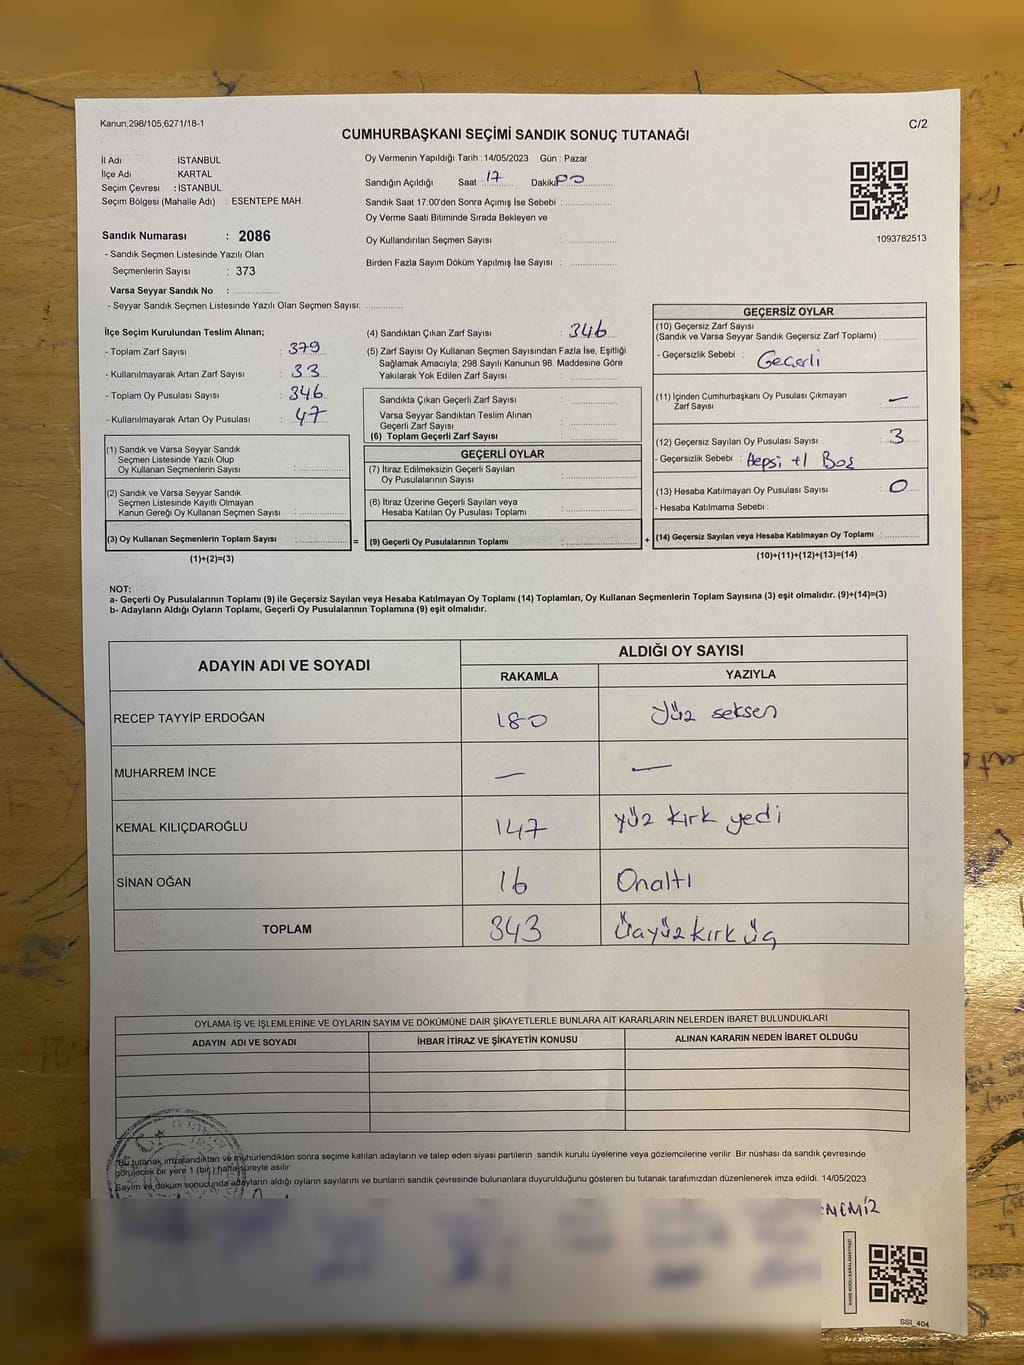 Kanun,298/105,6271/18-1
C/2
CUMHURBAŞKANI SEÇİMİ SANDIK SONUÇ TUTANAĞI
İl Adı : İSTANBUL
İlçe Adı : KARTAL
Seçim Çevresi : İSTANBUL
Seçim Bölgesi (Mahalle Adı) : ESENTEPE MAH.
Sandık Numarası : 2086
- Sandık Seçmen Listesinde Yazılı Olan
Seçmenlerin Sayısı : 373
Varsa Seyyar Sandık No :
- Seyyar Sandık Seçmen Listesinde Yazılı Olan Seçmen Sayısı:
Oy Vermenin Yapıldığı Tarih : 14/05/2023 Gün : Pazar
Sandığın Açıldığı Saat 17 Dakika 00
Sandık Saat 17:00'den Sonra Açımış İse Sebebi :
Oy Verme Saati Bitiminde Sırada Bekleyen ve
Oy Kullandırılan Seçmen Sayısı :
Birden Fazla Sayım Döküm Yapılmış İse Sayısı :
1093782513
İlçe Seçim Kurulundan Teslim Alınan;
- Toplam Zarf Sayısı : 379
- Kullanılmayarak Artan Zarf Sayısı : 33
- Toplam Oy Pusulası Sayısı : 346
- Kullanılmayarak Artan Oy Pusulası : 47
(1) Sandık ve Varsa Seyyar Sandık
Seçmen Listesinde Yazılı Olup
Oy Kullanan Seçmenlerin Sayısı :
(2) Sandık ve Varsa Seyyar Sandık
Seçmen Listesinde Kayıtlı Olmayan
Kanun Gereği Oy Kullanan Seçmen Sayısı :
(3) Oy Kullanan Seçmenlerin Toplam Sayısı : =
(1)+(2)=(3)
(4) Sandıktan Çıkan Zarf Sayısı : 346
(5) Zarf Sayısı Oy Kullanan Seçmen Sayısından Fazla İse, Eşitliği
Sağlamak Amacıyla; 298 Sayılı Kanunun 98. Maddesine Göre
Yakılarak Yok Edilen Zarf Sayısı :
Sandıkta Çıkan Geçerli Zarf Sayısı :
Varsa Seyyar Sandıktan Teslim Alınan
Geçerli Zarf Sayısı :
(6) Toplam Geçerli Zarf Sayısı :
GEÇERLİ OYLAR
(7) İtiraz Edilmeksizin Geçerli Sayılan
Oy Pusulalarının Sayısı :
(8) İtiraz Üzerine Geçerli Sayılan veya
Hesaba Katılan Oy Pusulası Toplamı :
(9) Geçerli Oy Pusulalarının Toplamı : +
GEÇERSİZ OYLAR
(10) Geçersiz Zarf Sayısı
(Sandık ve Varsa Seyyar Sandık Geçersiz Zarf Toplamı) :
- Geçersizlik Sebebi : Geçerli
(11) İçinden Cumhurbaşkanı Oy Pusulası Çıkmayan
Zarf Sayısı : —
(12) Geçersiz Sayılan Oy Pusulası Sayısı : 3
- Geçersizlik Sebebi : Hepsi +1 Boş
(13) Hesaba Katılmayan Oy Pusulası Sayısı : 0
- Hesaba Katılmama Sebebi :
(14) Geçersiz Sayılan veya Hesaba Katılmayan Oy Toplamı :
(10)+(11)+(12)+(13)=(14)
NOT:
a- Geçerli Oy Pusulalarının Toplamı (9) ile Geçersiz Sayılan veya Hesaba Katılmayan Oy Toplamı (14) Toplamları, Oy Kullanan Seçmenlerin Toplam Sayısına (3) eşit olmalıdır. (9)+(14)=(3)
b- Adayların Aldığı Oyların Toplamı, Geçerli Oy Pusulalarının Toplamına (9) eşit olmalıdır.
ADAYIN ADI VE SOYADI
ALDIĞI OY SAYISI
RAKAMLA YAZIYLA
RECEP TAYYİP ERDOĞAN 180 Yüz seksen
MUHARREM İNCE — —
KEMAL KILIÇDAROĞLU 147 yüz kırk yedi
SİNAN OĞAN 16 Onaltı
TOPLAM 343 Üçyüz kırk üç
OYLAMA İŞ VE İŞLEMLERİNE VE OYLARIN SAYIM VE DÖKÜMÜNE DAİR ŞİKAYETLERLE BUNLARA AİT KARARLARIN NELERDEN İBARET BULUNDUKLARI
ADAYIN ADI VE SOYADI İHBAR İTİRAZ VE ŞİKAYETİN KONUSU ALINAN KARARIN NEDEN İBARET OLDUĞU
"Bu tutanak imzalandıktan ve mühürlendikten sonra seçime katılan adayların ve talep eden siyasi partilerin sandık kurulu üyelerine veya gözlemcilerine verilir. Bir nüshası da sandık çevresinde
görülecek bir yere 1 (bir) hafta süreyle asılır.
Sayım ve döküm sonucunda adayların aldığı oyların sayılarını ve bunların sandık çevresinde bulunanlara duyurulduğunu gösteren bu tutanak tarafımızdan düzenlenerek imza edildi. 14/05/2023
KARE KODU KARALAMAYINIZ!
SSI_404